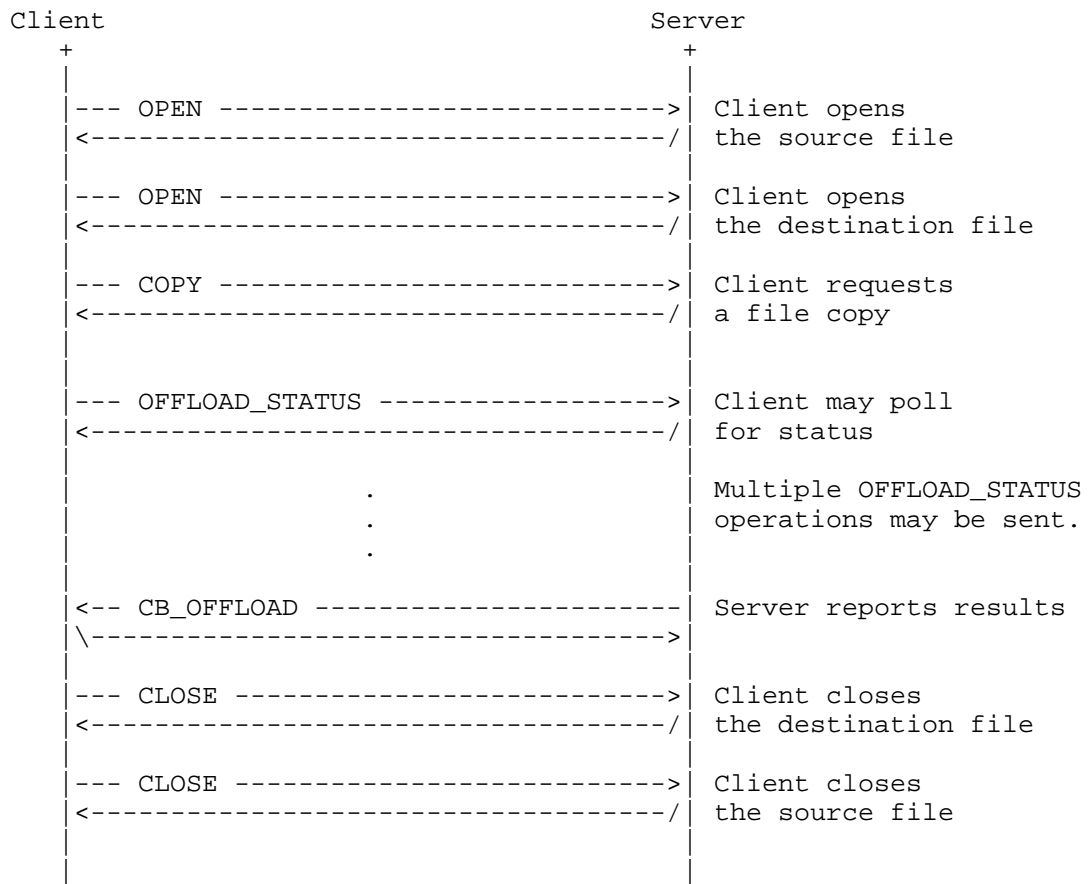 Client Server
+ +
| |
|--- OPEN ---------------------------->| Client opens
|<------------------------------------/| the source file
| |
|--- OPEN ---------------------------->| Client opens
|<------------------------------------/| the destination file
| |
|--- COPY ---------------------------->| Client requests
|<------------------------------------/| a file copy
| |
| |
|--- OFFLOAD_STATUS ------------------>| Client may poll
|<------------------------------------/| for status
| |
| . | Multiple OFFLOAD_STATUS
| . | operations may be sent.
| . |
| |
|<-- CB_OFFLOAD -----------------------| Server reports results
|\------------------------------------>|
| |
|--- CLOSE --------------------------->| Client closes
|<------------------------------------/| the destination file
| |
|--- CLOSE --------------------------->| Client closes
|<------------------------------------/| the source file
| |
| |